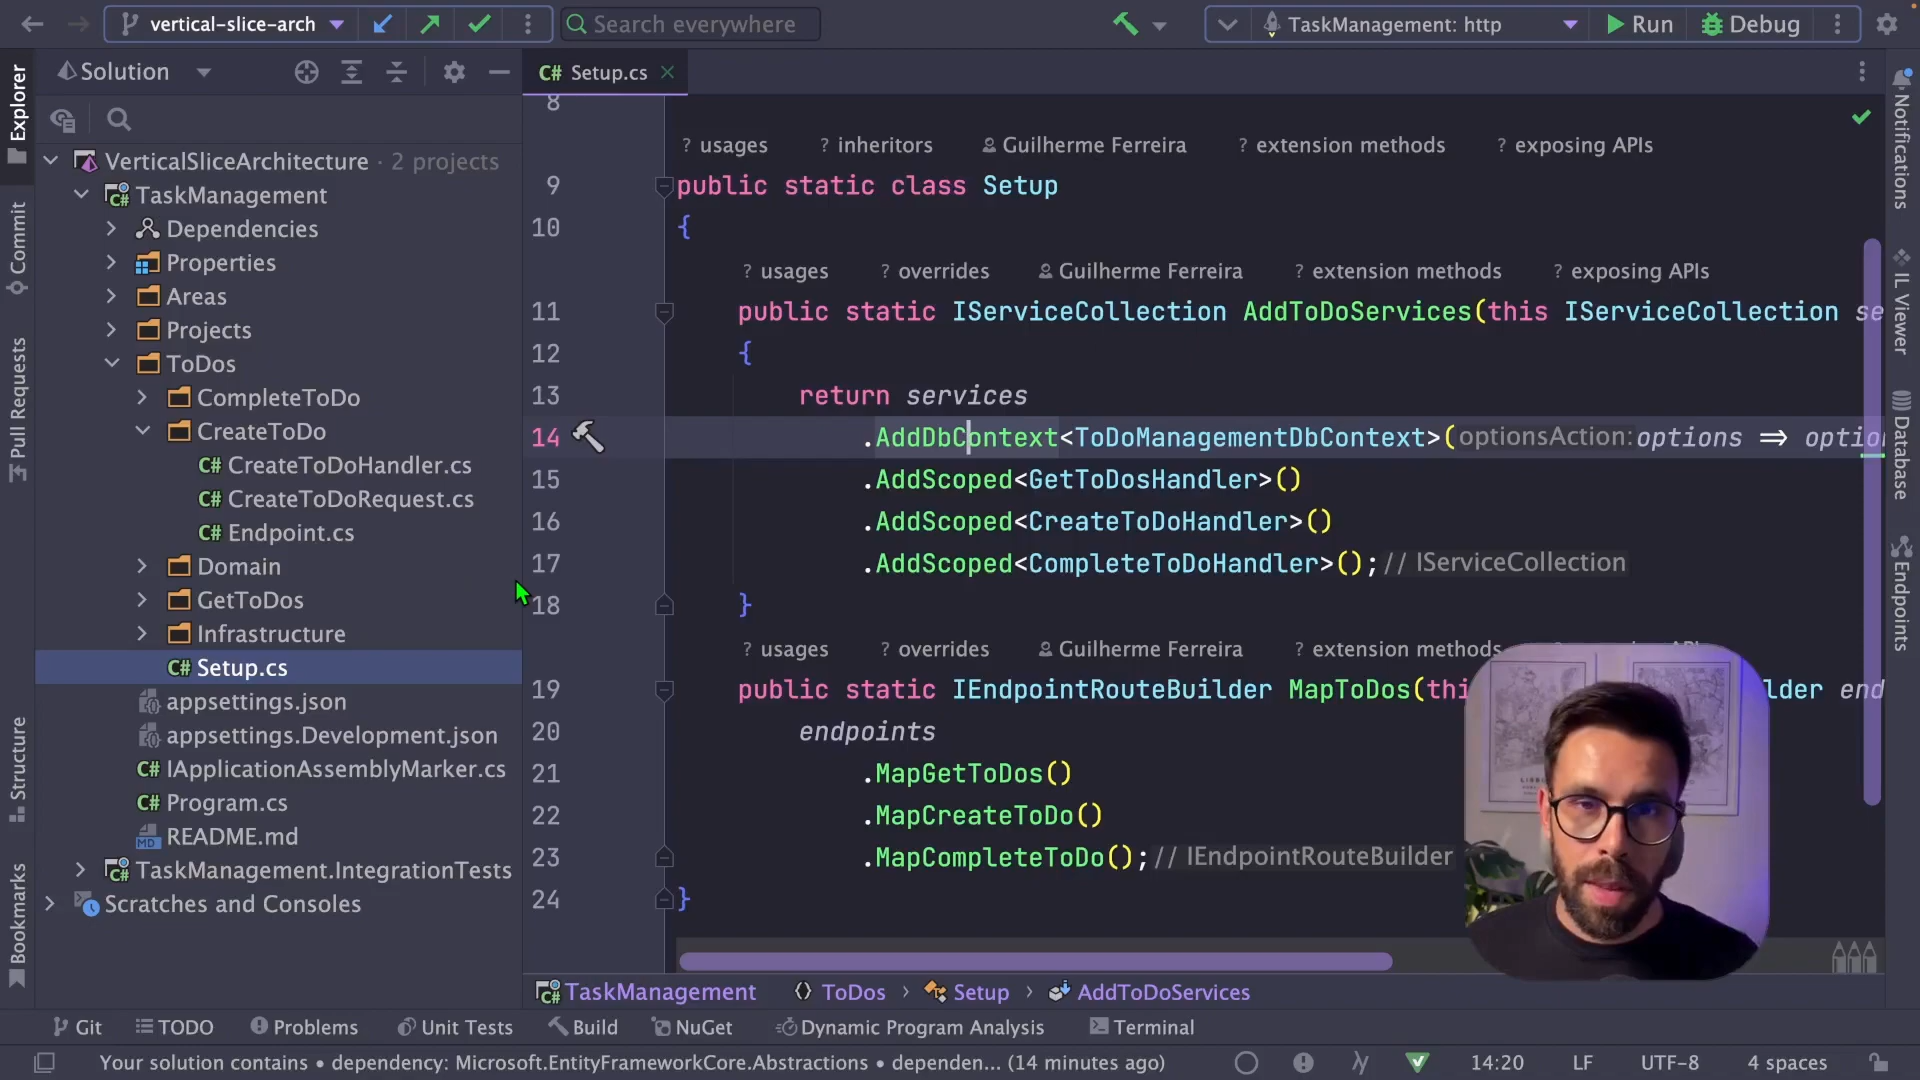 vertical-slice-arch
Search everywhere
TaskManagement: http
Run
Debug
Solution
Setup.cs
Explorer
Commit
Pull Requests
Structure
Bookmarks
VerticalSliceArchitecture · 2 projects
TaskManagement
Dependencies
Properties
Areas
Projects
ToDos
CompleteToDo
CreateToDo
C# CreateToDoHandler.cs
C# CreateToDoRequest.cs
C# Endpoint.cs
Domain
GetToDos
Infrastructure
C# Setup.cs
appsettings.json
appsettings.Development.json
C# IApplicationAssemblyMarker.cs
C# Program.cs
README.md
TaskManagement.IntegrationTests
Scratches and Consoles
8
? usages ? inheritors Guilherme Ferreira ? extension methods ? exposing APIs
9 public static class Setup
10 {
? usages ? overrides Guilherme Ferreira ? extension methods ? exposing APIs
11 public static IServiceCollection AddToDoServices(this IServiceCollection se
12 {
13 return services
14 .AddDbContext<ToDoManagementDbContext>(optionsAction:options => optio
15 .AddScoped<GetToDosHandler>()
16 .AddScoped<CreateToDoHandler>()
17 .AddScoped<CompleteToDoHandler>(); // IServiceCollection
18 }
? usages ? overrides Guilherme Ferreira ? extension methods
19 public static IEndpointRouteBuilder MapToDos(thi lder end
20 endpoints
21 .MapGetToDos()
22 .MapCreateToDo()
23 .MapCompleteToDo(); // IEndpointRouteBuilder
24 }
TaskManagement ToDos › Setup › AddToDoServices
Notifications
IL Viewer
Database
Endpoints
Git TODO Problems Unit Tests Build NuGet Dynamic Program Analysis Terminal
Your solution contains • dependency: Microsoft.EntityFrameworkCore.Abstractions • dependen... (14 minutes ago) 14:20 LF UTF-8 4 spaces